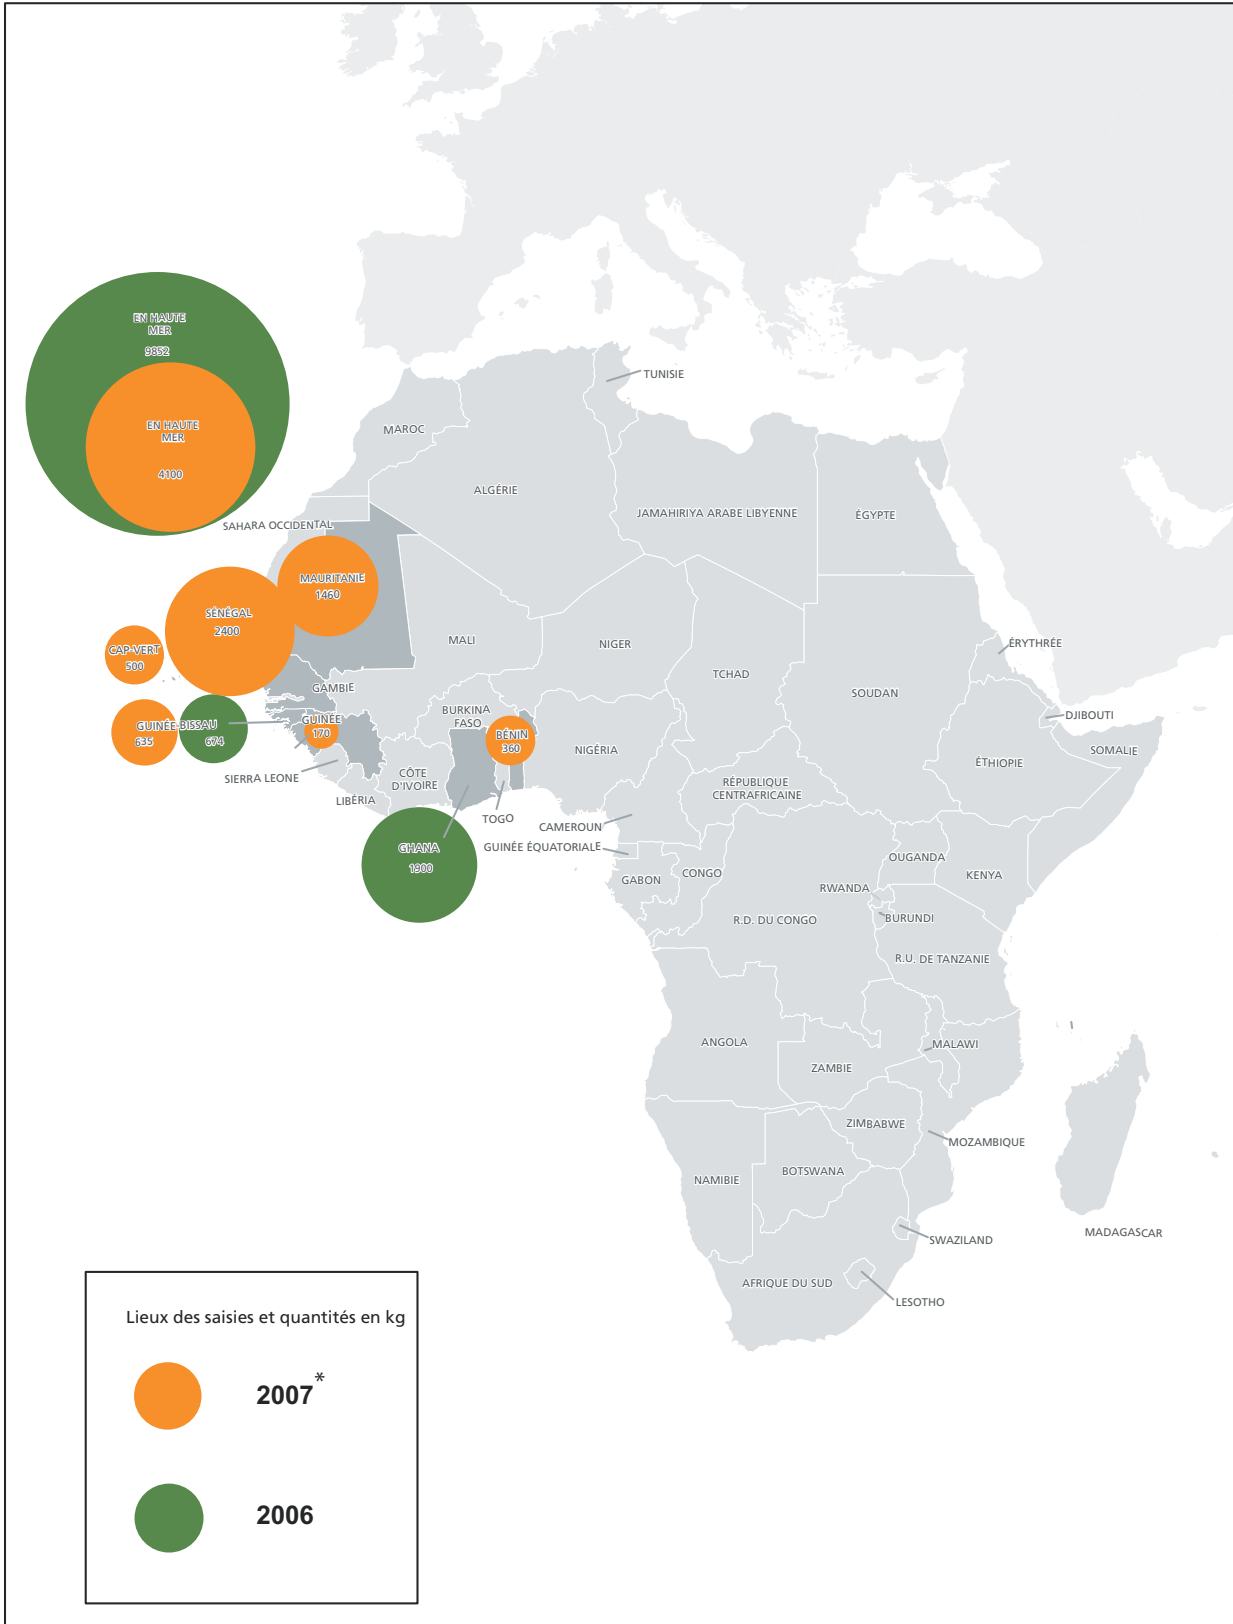 EN HAUTE
MER
9852
EN HAUTE
MER
4100
TUNISIE
MAROC
ALGÉRIE
JAMAHIRIYA ARABE LIBYENNE
ÉGYPTE
SAHARA OCCIDENTAL
MAURITANIE
1460
SÉNÉGAL
2400
CAP-VERT
500
MALI
NIGER
TCHAD
SOUDAN
ÉRYTHRÉE
GAMBIE
BURKINA
FASO
DJIBOUTI
GUINÉE-BISSAU
635
674
GUINÉE
170
BÉNIN
360
NIGÉRIA
SOMALIE
ÉTHIOPIE
SIERRA LEONE
CÔTE
D'IVOIRE
RÉPUBLIQUE
CENTRAFRICAINE
LIBÉRIA
TOGO
CAMEROUN
GHANA
1900
GUINÉE ÉQUATORIALE
OUGANDA
GABON
CONGO
KENYA
RWANDA
R.D. DU CONGO
BURUNDI
R.U. DE TANZANIE
ANGOLA
MALAWI
ZAMBIE
ZIMBABWE
MOZAMBIQUE
NAMIBIE
BOTSWANA
SWAZILAND
MADAGASCAR
AFRIQUE DU SUD
LESOTHO
Lieux des saisies et quantités en kg
2007*
2006